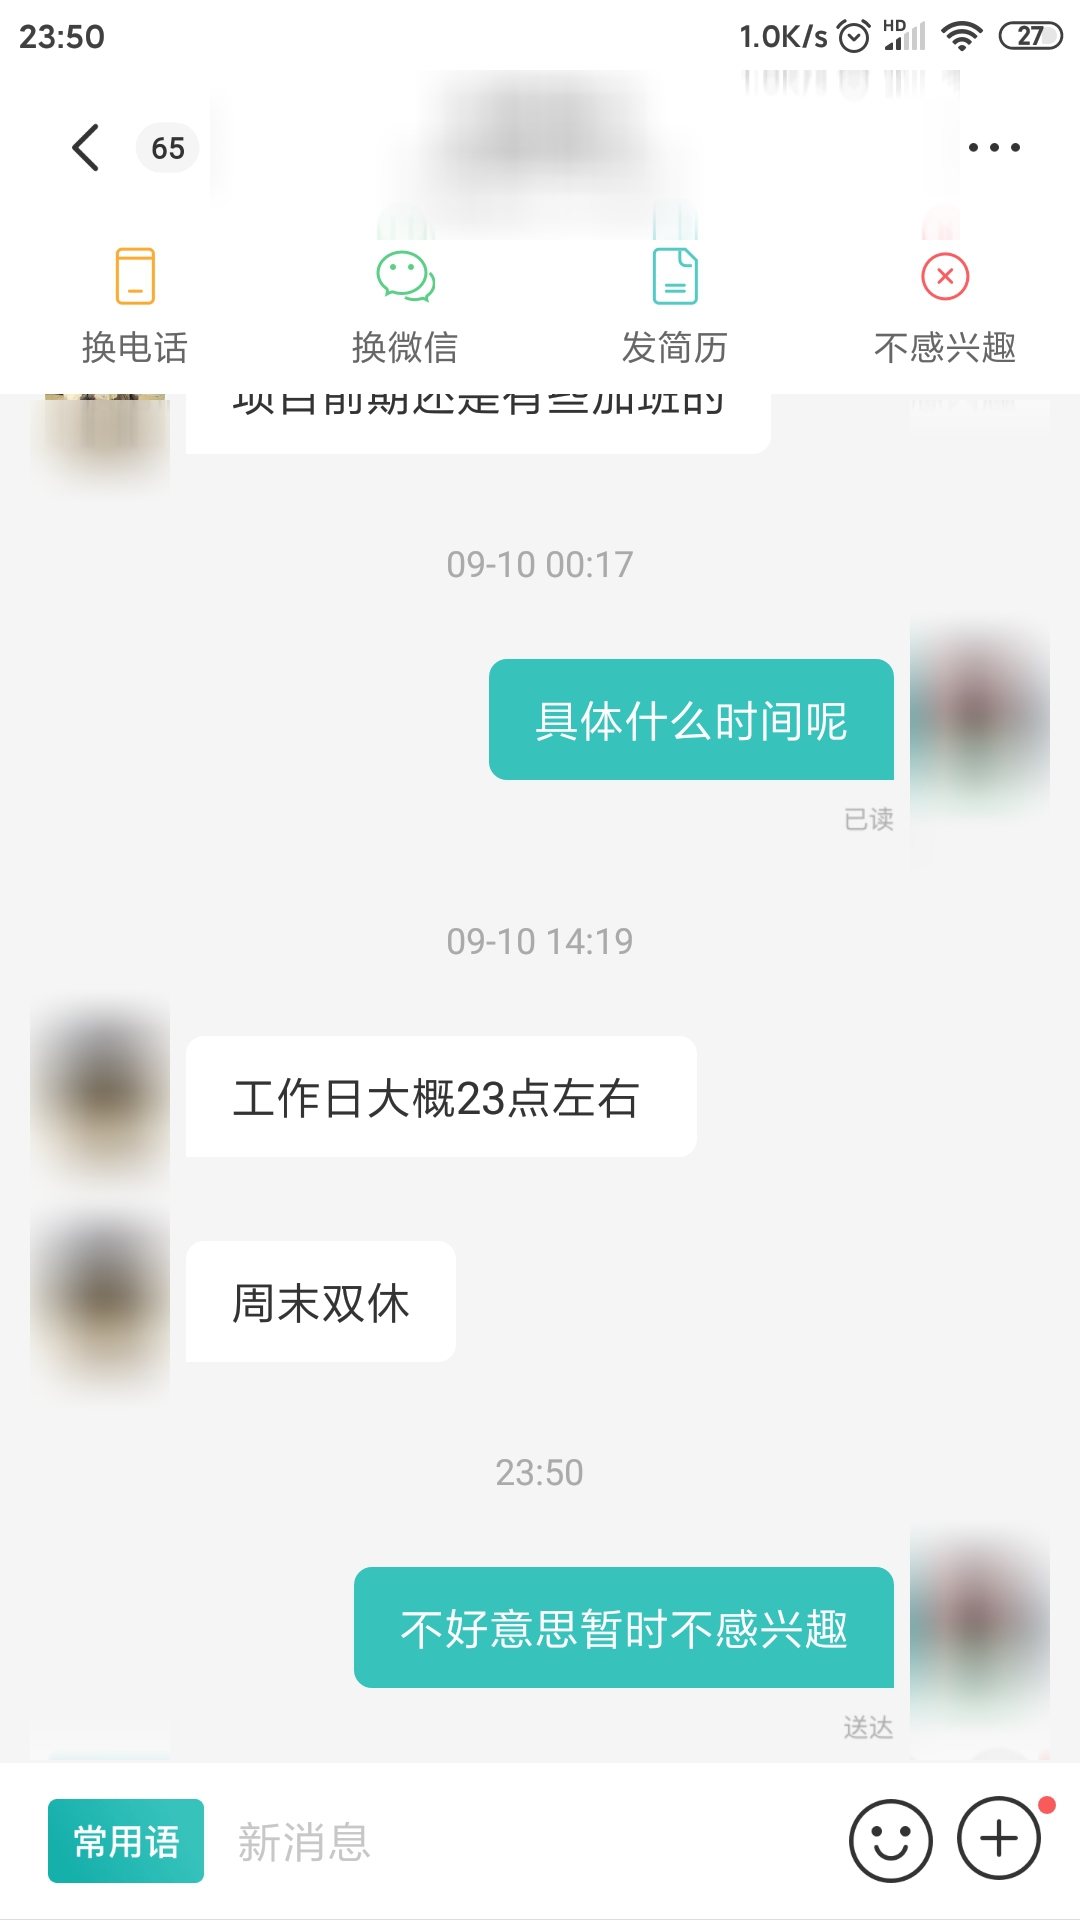 23:50
1.0K/s HD 27
65
换电话 换微信 发简历 不感兴趣
项目前期还是有些加班的
09-10 00:17
具体什么时间呢
已读
09-10 14:19
工作日大概23点左右
周末双休
23:50
不好意思暂时不感兴趣
送达
常用语 新消息